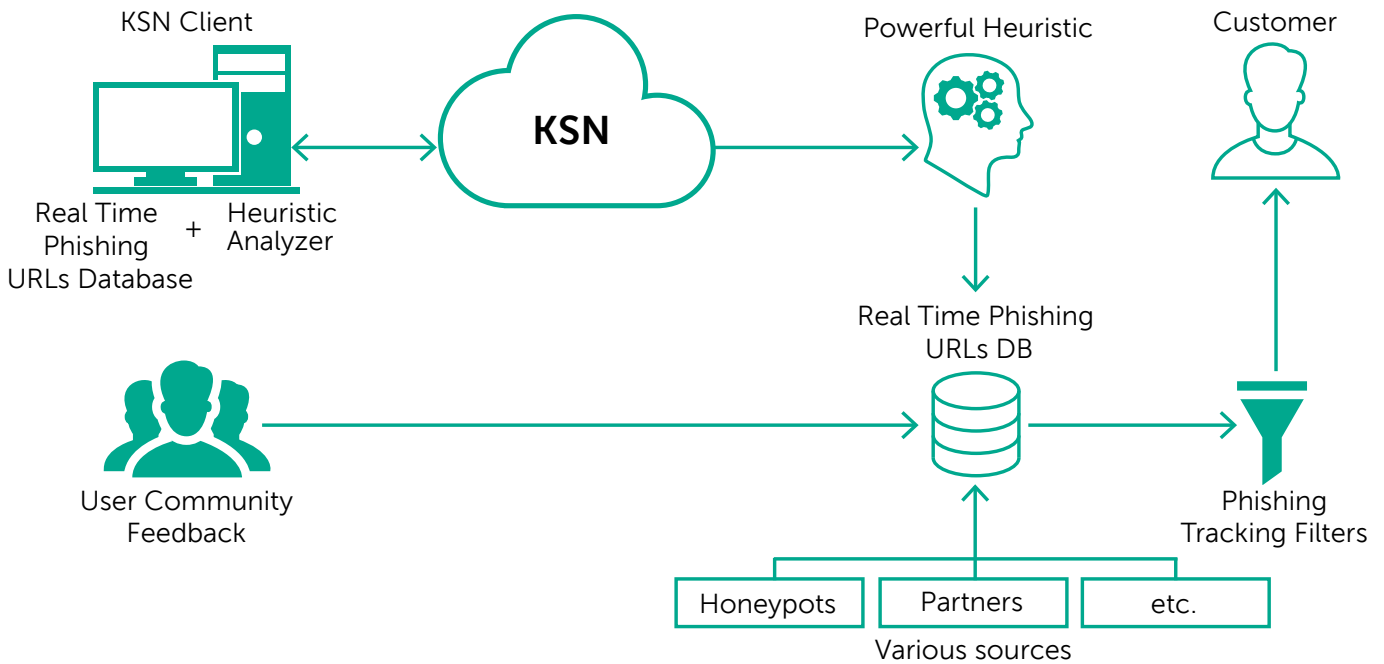 KSN Client
KSN
Powerful Heuristic
Customer
Real Time
Phishing
URLs Database
+
Heuristic
Analyzer
Real Time Phishing
URLs DB
User Community
Feedback
Phishing
Tracking Filters
Honeypots
Partners
etc.
Various sources